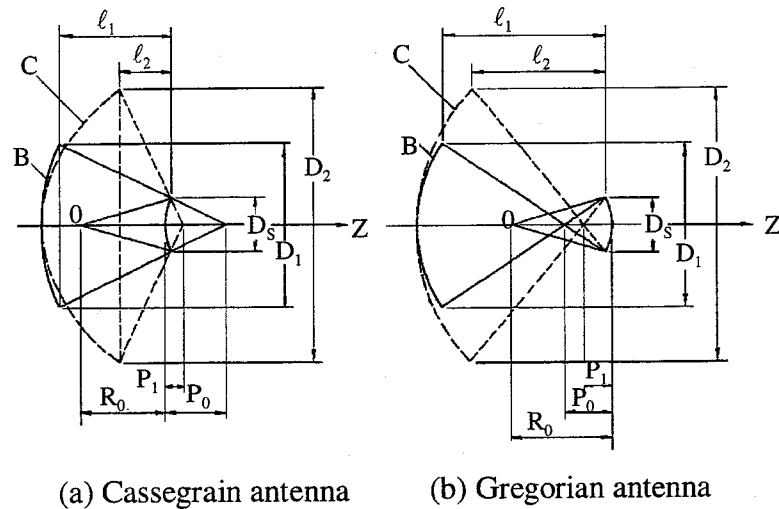 ℓ₁
ℓ₂
C
B
0
D₂
Z
Dₛ
D₁
P₁
P₀
R₀.
ℓ₁
ℓ₂
C
B
0
D₂
Z
Dₛ
D₁
P₁
P₀
R₀
(a) Cassegrain antenna
(b) Gregorian antenna